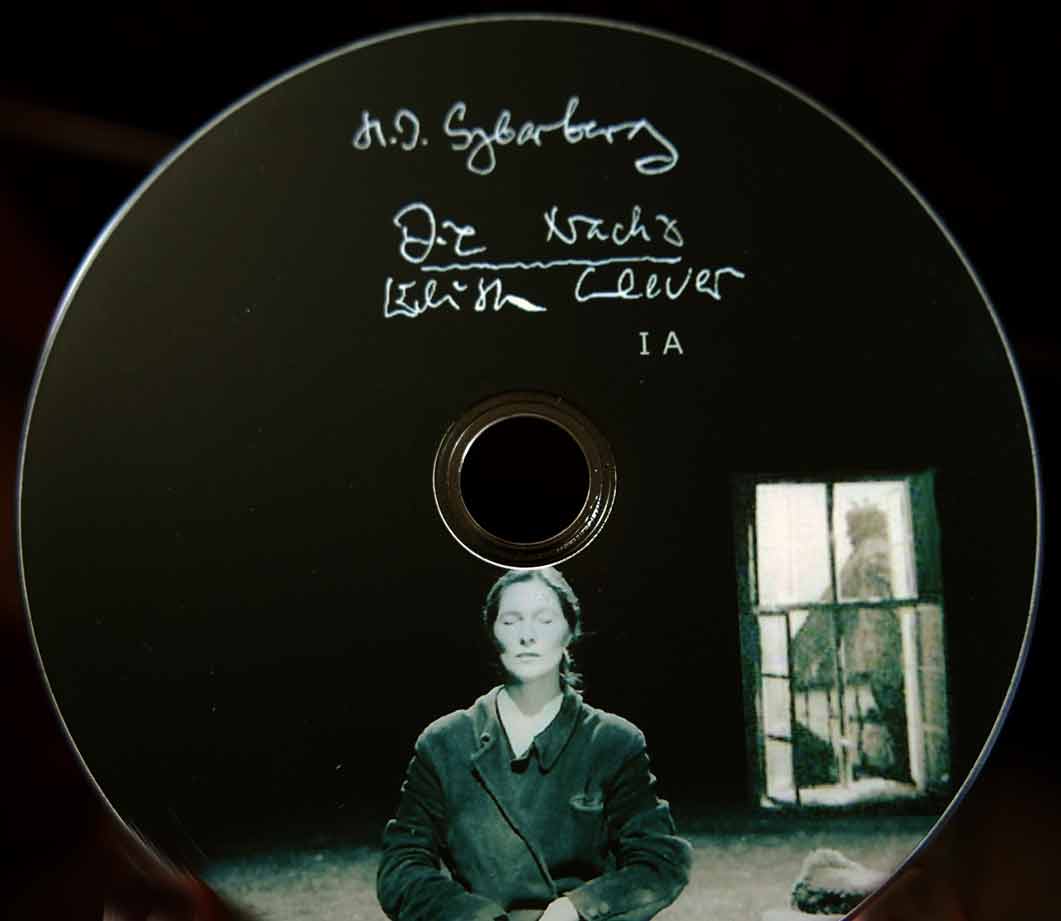 H.J. Syberberg
Die Nacht
Edith Clever
I A